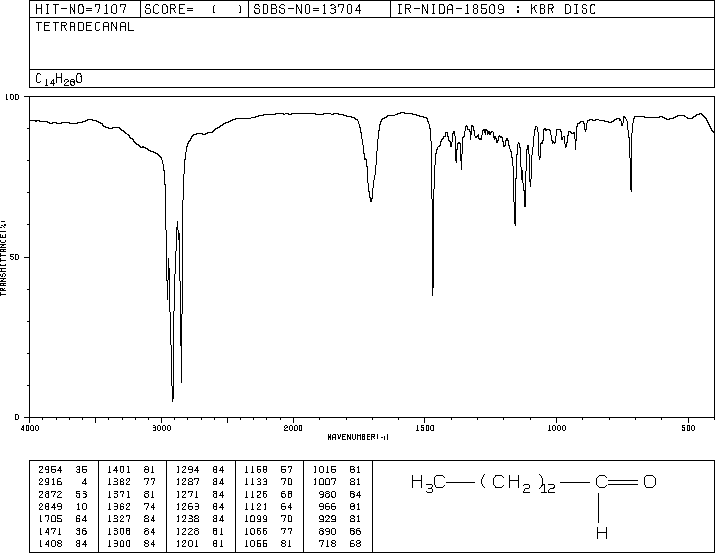 HIT-NO=7107 SCORE= ( ) SDBS-NO=13704 IR-NIDA-18509 : KBR DISC
TETRADECANAL
C14H28O
100
50
0
TRANSMITTANCE(%)
4000 3000 2000 1500 1000 500
WAVENUMBER(-1)
2954 36 1401 81 1294 84 1158 57 1016 81
2916 4 1382 77 1287 84 1133 70 1007 81
2872 53 1371 81 1271 84 1126 68 980 84
2849 10 1362 74 1263 84 1121 64 966 81
1705 64 1327 84 1238 84 1099 70 929 81
1471 36 1308 84 1228 81 1066 77 890 86
1408 84 1300 84 1201 81 1056 81 718 68
H3C (CH2)12 C O
H